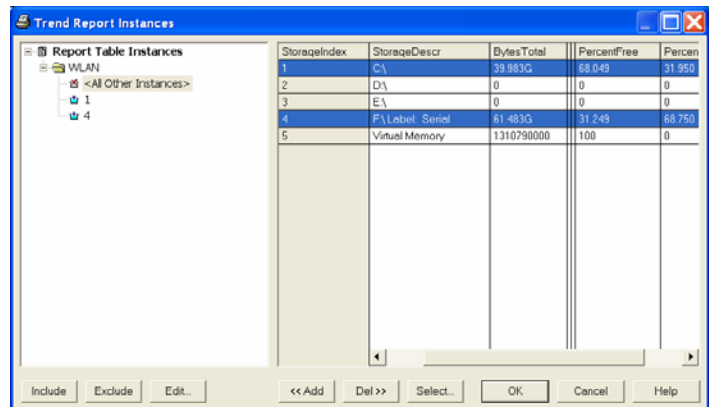 Trend Report Instances
Report Table Instances
WLAN
<All Other Instances>
1
4
StorageIndex StorageDescr BytesTotal PercentFree Percen
1 C:\ 39.983G 68.049 31.950
2 D:\ 0 0 0
3 E:\ 0 0 0
4 F:\ Label: Serial 61.483G 31.249 68.750
5 Virtual Memory 1310790000 100 0
Include Exclude Edit... << Add Del >> Select... OK Cancel Help